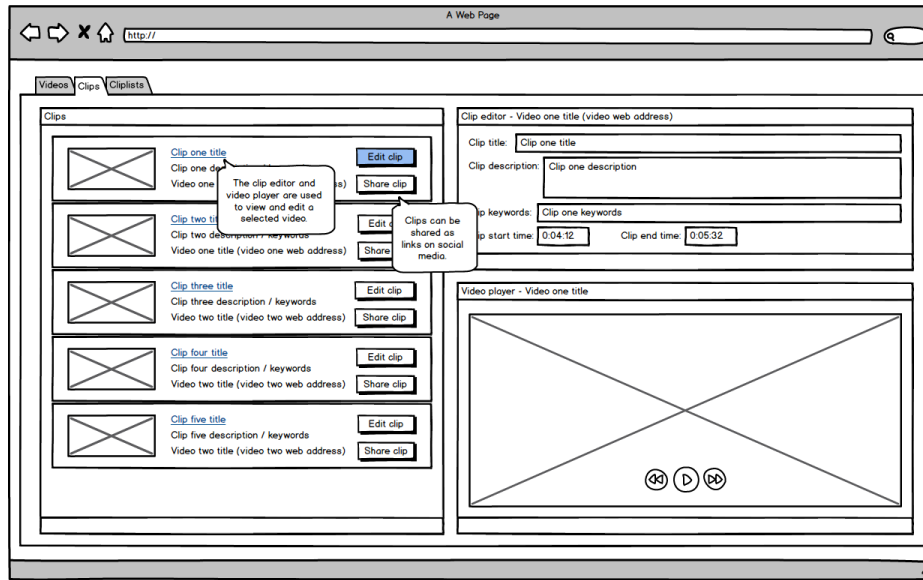 A Web Page
http://
Videos Clips Cliplists
Clips
Clip one title
Edit clip
Clip one
Video one
ss)
Share clip
The clip editor and
video player are used
to view and edit a
selected video.
Clips can be
shared as
links on social
media.
Clip two
Edit
Clip two description / keywords
Video one title (video one web address)
Share
Clip three title
Edit clip
Clip three description / keywords
Video two title (video two web address)
Share clip
Clip four title
Edit clip
Clip four description / keywords
Video two title (video two web address)
Share clip
Clip five title
Edit clip
Clip five description / keywords
Video two title (video two web address)
Share clip
Clip editor - Video one title (video web address)
Clip title: Clip one title
Clip description: Clip one description
keywords: Clip one keywords
start time: 0:04:12 Clip end time: 0:05:32
Video player - Video one title